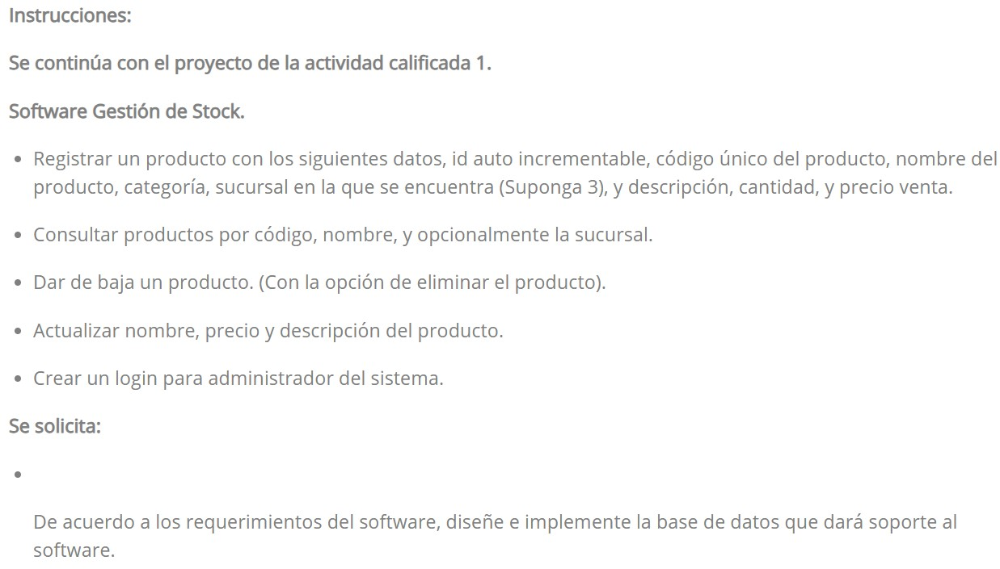 Instrucciones:
Se continúa con el proyecto de la actividad calificada 1.
Software Gestión de Stock.
• Registrar un producto con los siguientes datos, id auto incrementable, código único del producto, nombre del
producto, categoría, sucursal en la que se encuentra (Suponga 3), y descripción, cantidad, y precio venta.
• Consultar productos por código, nombre, y opcionalmente la sucursal.
• Dar de baja un producto. (Con la opción de eliminar el producto).
• Actualizar nombre, precio y descripción del producto.
• Crear un login para administrador del sistema.
Se solicita:
•
De acuerdo a los requerimientos del software, diseñe e implemente la base de datos que dará soporte al
software.